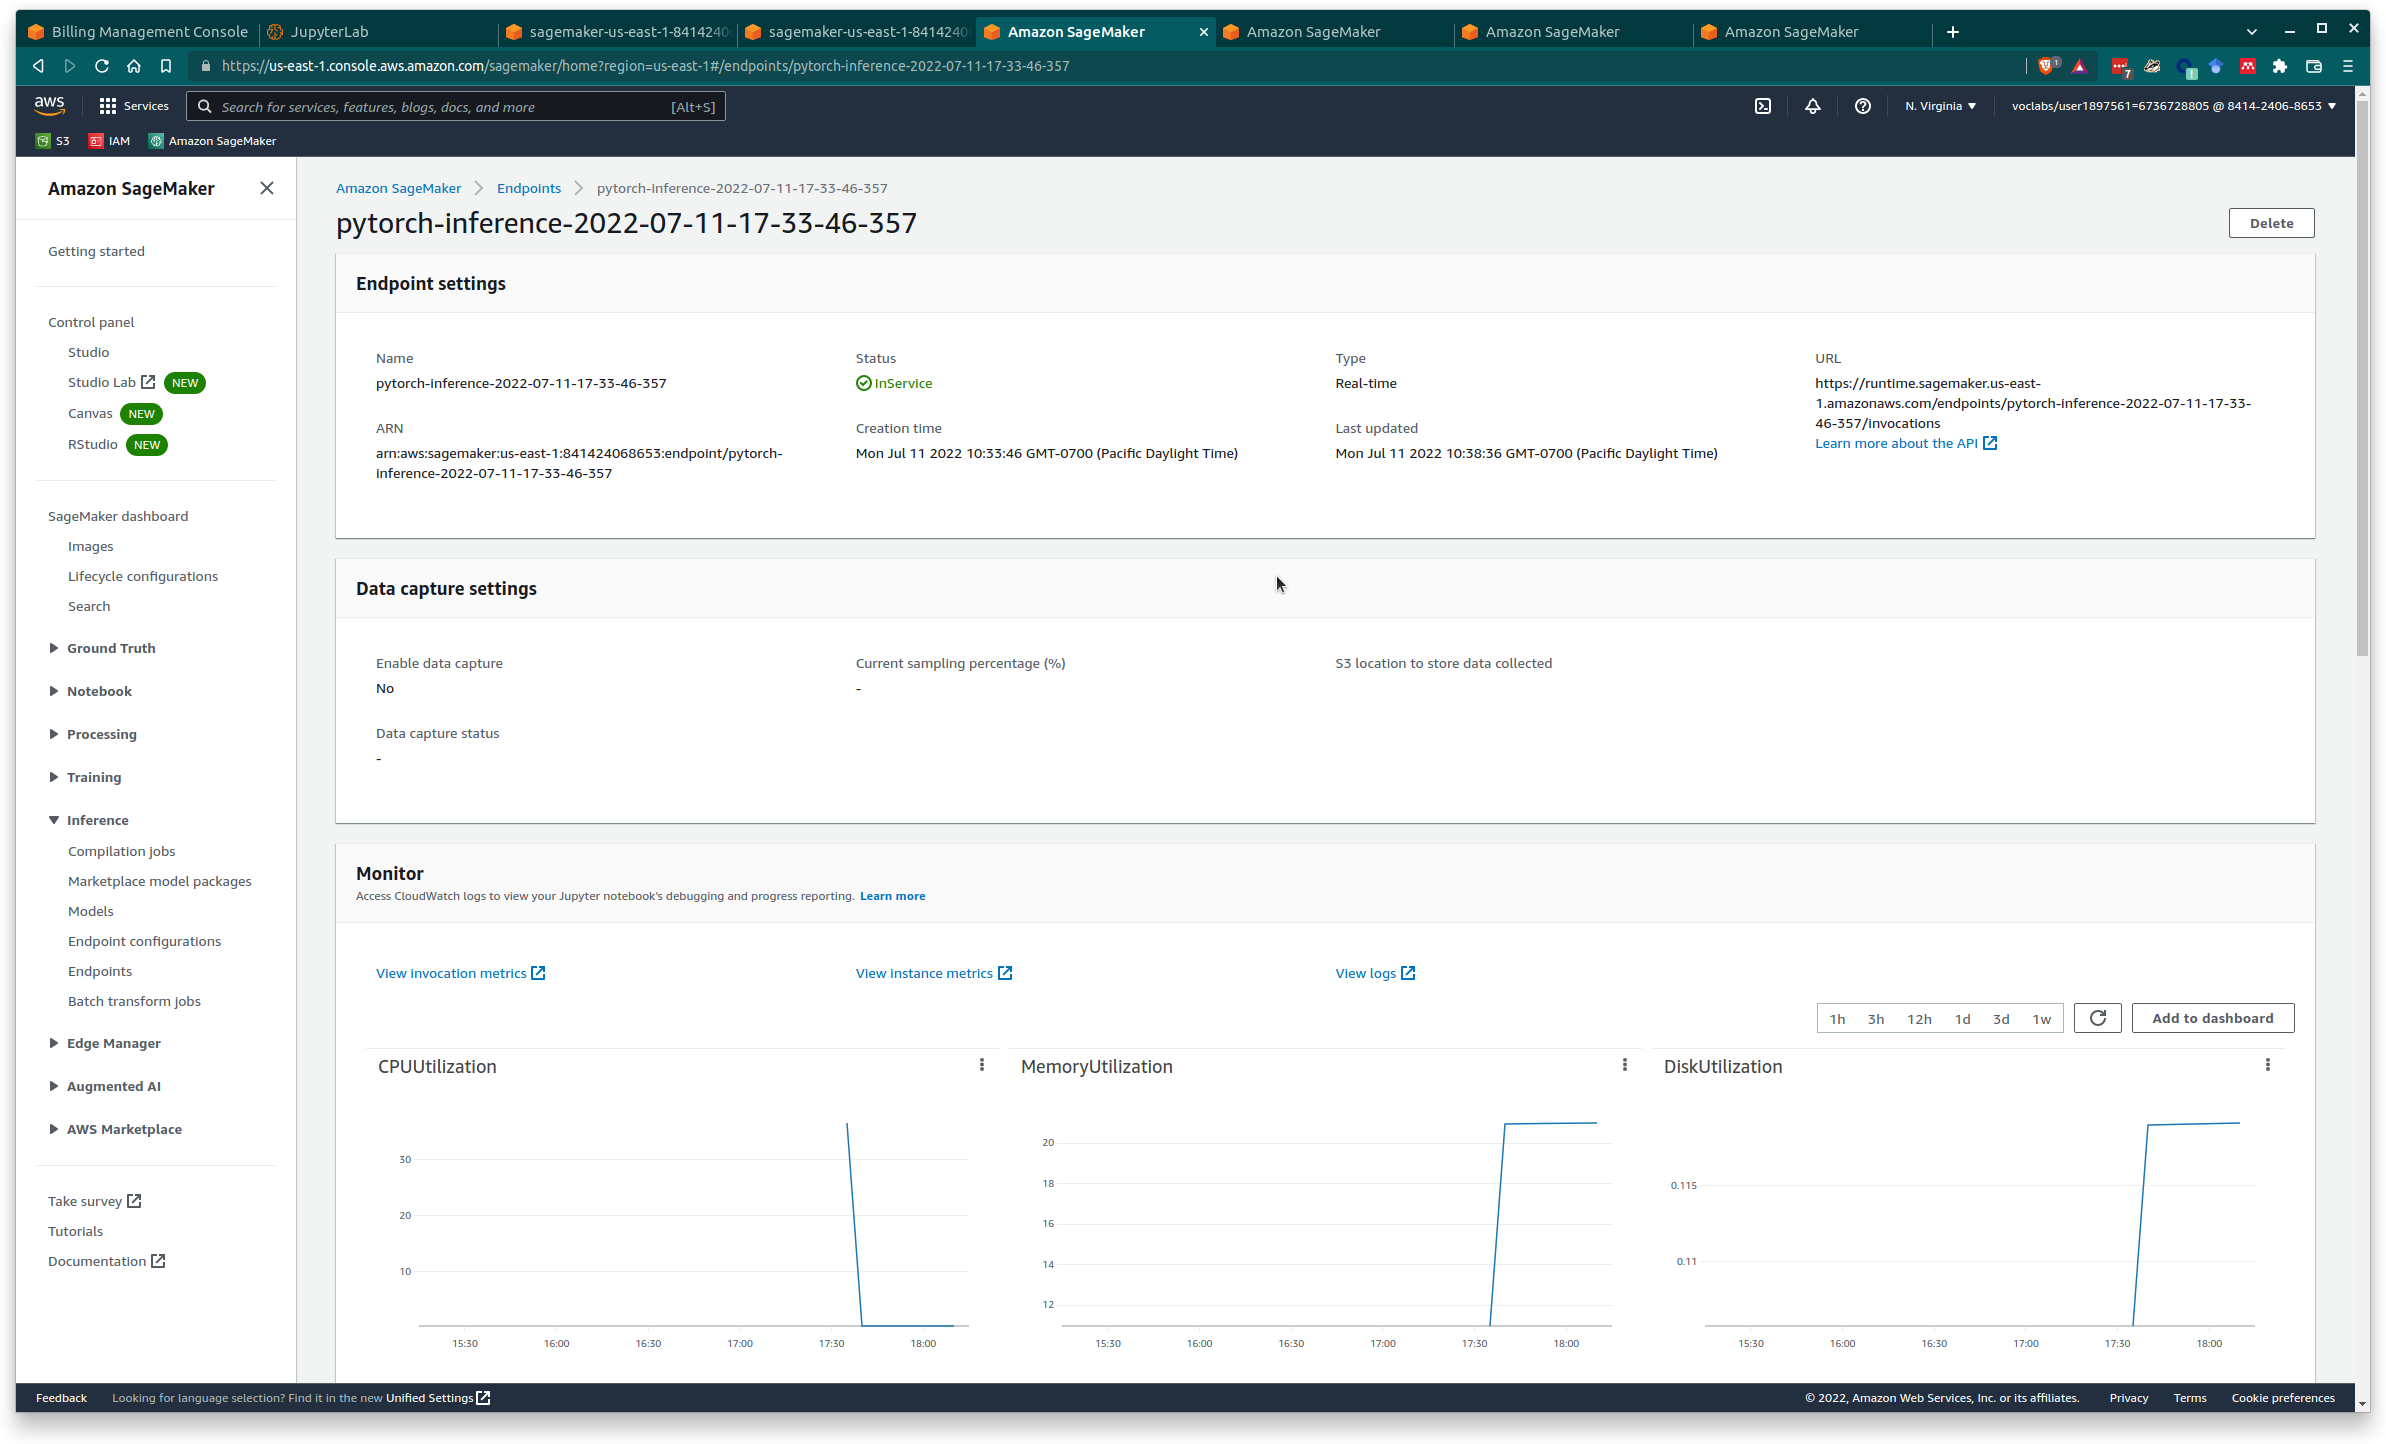 Billing Management Console
JupyterLab
sagemaker-us-east-1-8414240
sagemaker-us-east-1-8414240
Amazon SageMaker
Amazon SageMaker
Amazon SageMaker
Amazon SageMaker
https://us-east-1.console.aws.amazon.com/sagemaker/home?region=us-east-1#/endpoints/pytorch-inference-2022-07-11-17-33-46-357
1
7
aws
Services
Search for services, features, blogs, docs, and more
[Alt+S]
N. Virginia
voclabs/user1897561=6736728805 @ 8414-2406-8653
S3
IAM
Amazon SageMaker
Amazon SageMaker
Getting started
Control panel
Studio
Studio Lab NEW
Canvas NEW
RStudio NEW
SageMaker dashboard
Images
Lifecycle configurations
Search
Ground Truth
Notebook
Processing
Training
Inference
Compilation jobs
Marketplace model packages
Models
Endpoint configurations
Endpoints
Batch transform jobs
Edge Manager
Augmented AI
AWS Marketplace
Take survey
Tutorials
Documentation
Amazon SageMaker
Endpoints
pytorch-inference-2022-07-11-17-33-46-357
pytorch-inference-2022-07-11-17-33-46-357
Delete
Endpoint settings
Name
pytorch-inference-2022-07-11-17-33-46-357
Status
InService
Type
Real-time
URL
https://runtime.sagemaker.us-east-
1.amazonaws.com/endpoints/pytorch-inference-2022-07-11-17-33-
46-357/invocations
Learn more about the API
ARN
arn:aws:sagemaker:us-east-1:841424068653:endpoint/pytorch-
inference-2022-07-11-17-33-46-357
Creation time
Mon Jul 11 2022 10:33:46 GMT-0700 (Pacific Daylight Time)
Last updated
Mon Jul 11 2022 10:38:36 GMT-0700 (Pacific Daylight Time)
Data capture settings
Enable data capture
No
Current sampling percentage (%)
-
S3 location to store data collected
Data capture status
-
Monitor
Access CloudWatch logs to view your Jupyter notebook's debugging and progress reporting. Learn more
View invocation metrics
View instance metrics
View logs
1h 3h 12h 1d 3d 1w
Add to dashboard
CPUUtilization
30
20
10
15:30 16:00 16:30 17:00 17:30 18:00
MemoryUtilization
20
18
16
14
12
15:30 16:00 16:30 17:00 17:30 18:00
DiskUtilization
0.115
0.11
15:30 16:00 16:30 17:00 17:30 18:00
Feedback
Looking for language selection? Find it in the new Unified Settings
© 2022, Amazon Web Services, Inc. or its affiliates.
Privacy
Terms
Cookie preferences